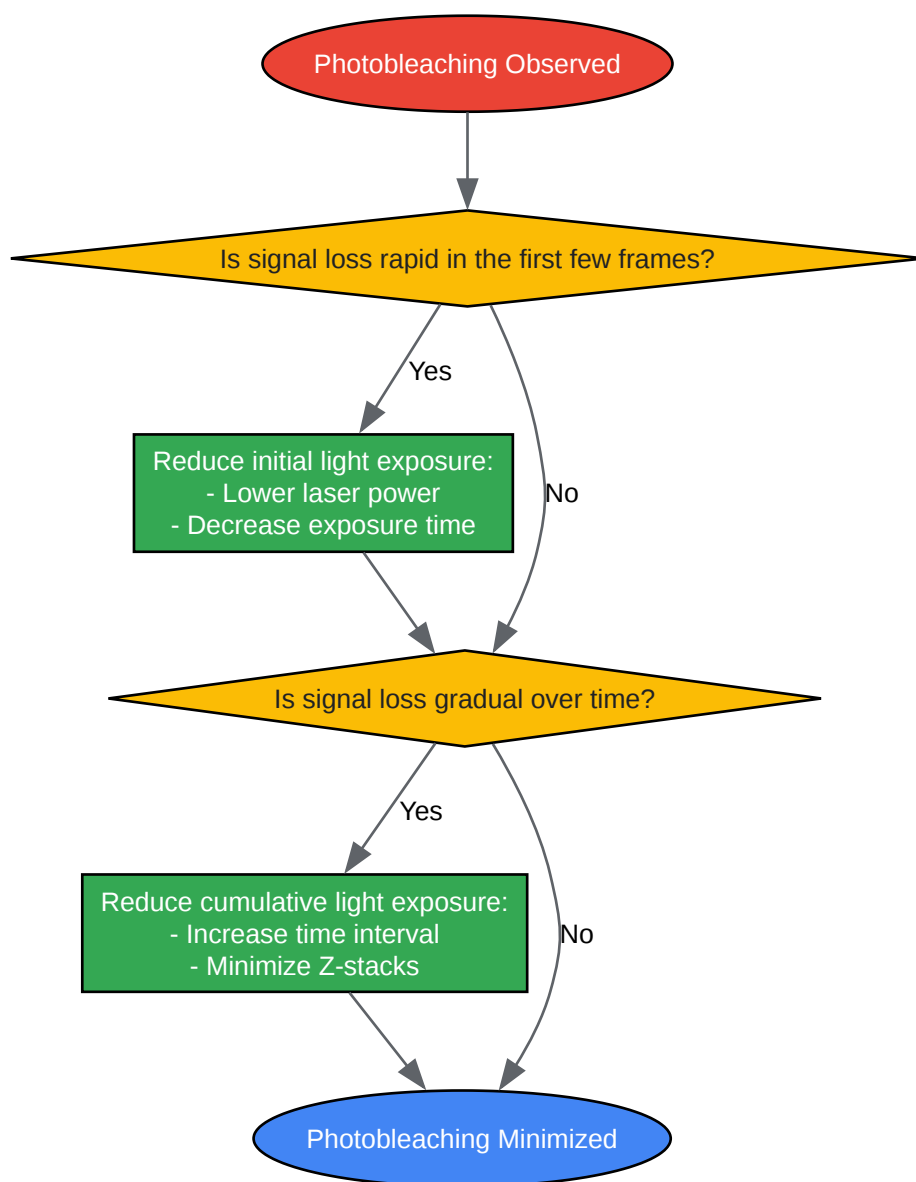 Photobleaching Observed
Is signal loss rapid in the first few frames?
Yes
Reduce initial light exposure:
- Lower laser power
- Decrease exposure time
No
Is signal loss gradual over time?
Yes
Reduce cumulative light exposure:
- Increase time interval
- Minimize Z-stacks
No
Photobleaching Minimized